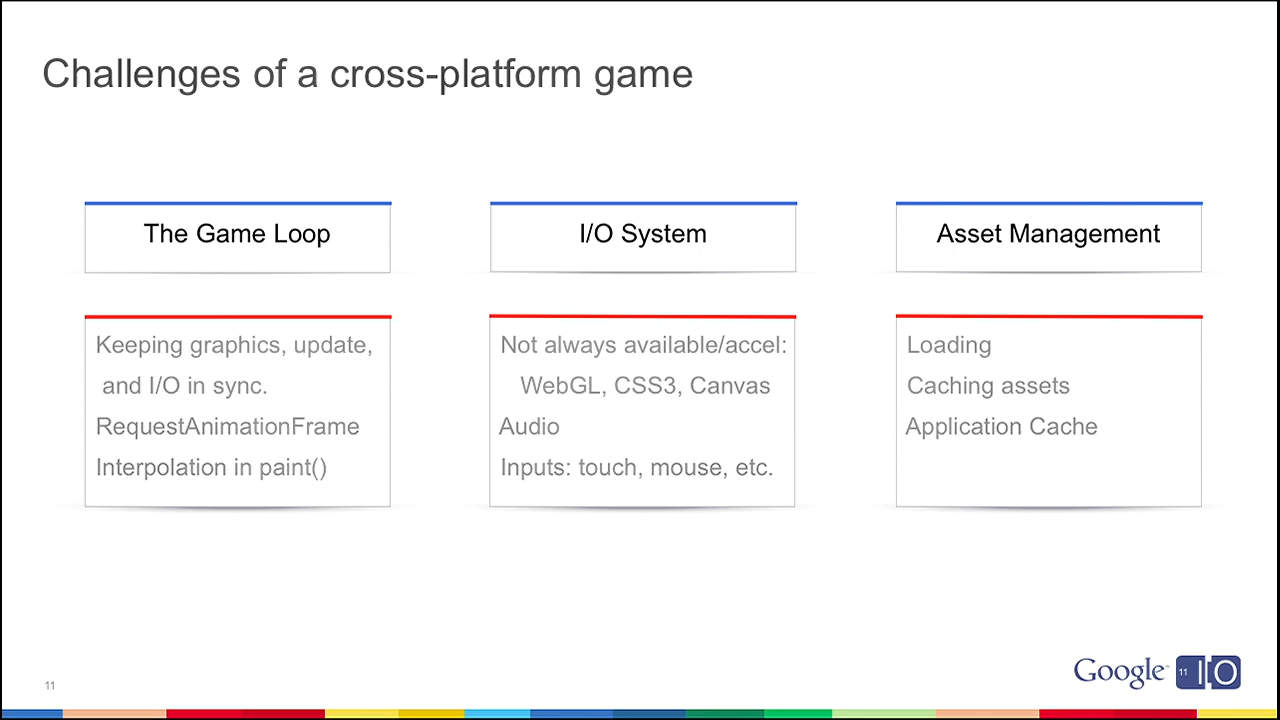 Challenges of a cross-platform game
The Game Loop
Keeping graphics, update,
and I/O in sync.
RequestAnimationFrame
Interpolation in paint()
I/O System
Not always available/accel:
WebGL, CSS3, Canvas
Audio
Inputs: touch, mouse, etc.
Asset Management
Loading
Caching assets
Application Cache
11
Google 11 IO